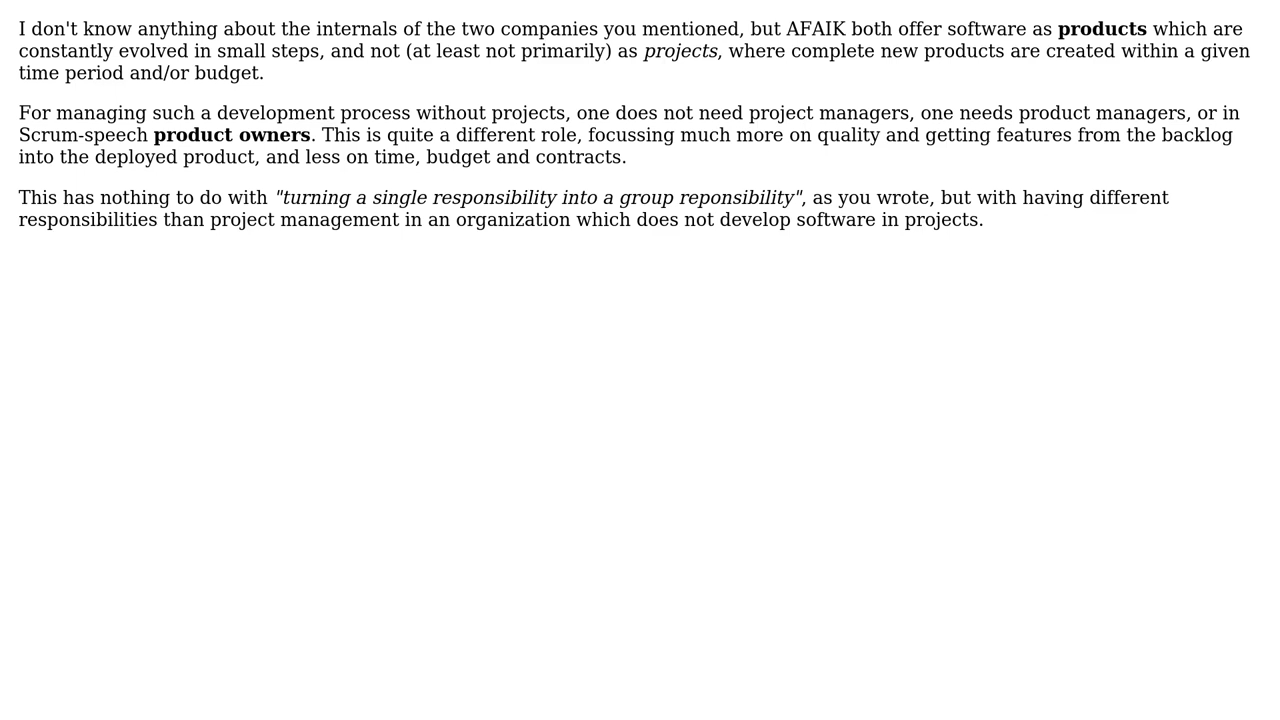 I don't know anything about the internals of the two companies you mentioned, but AFAIK both offer software as products which are
constantly evolved in small steps, and not (at least not primarily) as projects, where complete new products are created within a given
time period and/or budget.
For managing such a development process without projects, one does not need project managers, one needs product managers, or in
Scrum-speech product owners. This is quite a different role, focussing much more on quality and getting features from the backlog
into the deployed product, and less on time, budget and contracts.
This has nothing to do with "turning a single responsibility into a group reponsibility", as you wrote, but with having different
responsibilities than project management in an organization which does not develop software in projects.